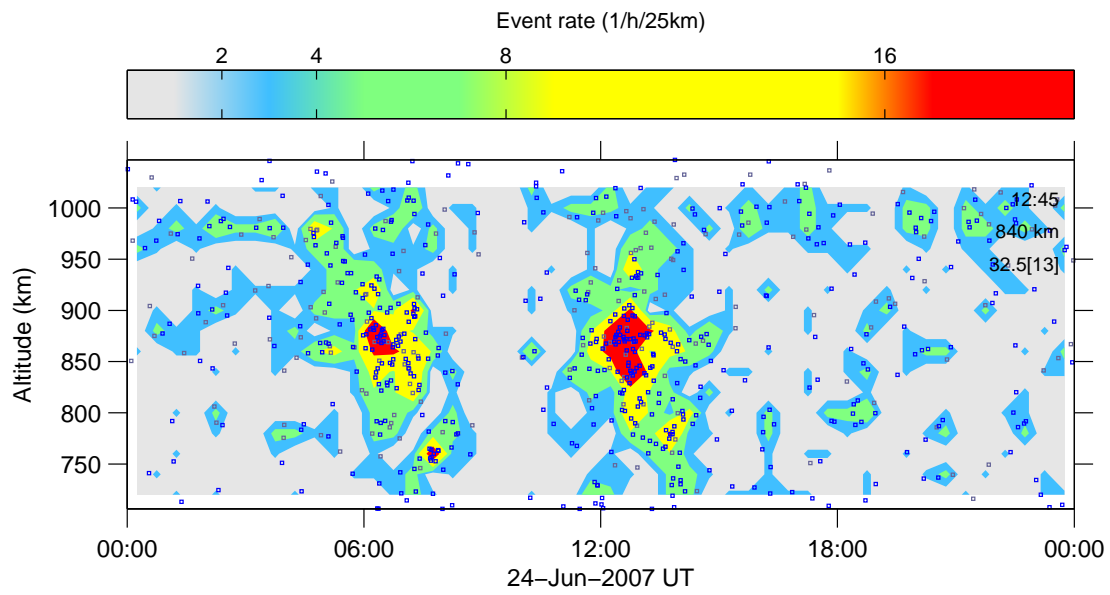 Event rate (1/h/25km)
2 4 8 16
1000
950
900
850
800
750
Altitude (km)
12:45
840 km
32.5[13]
00:00 06:00 12:00 18:00 00:00
24−Jun−2007 UT